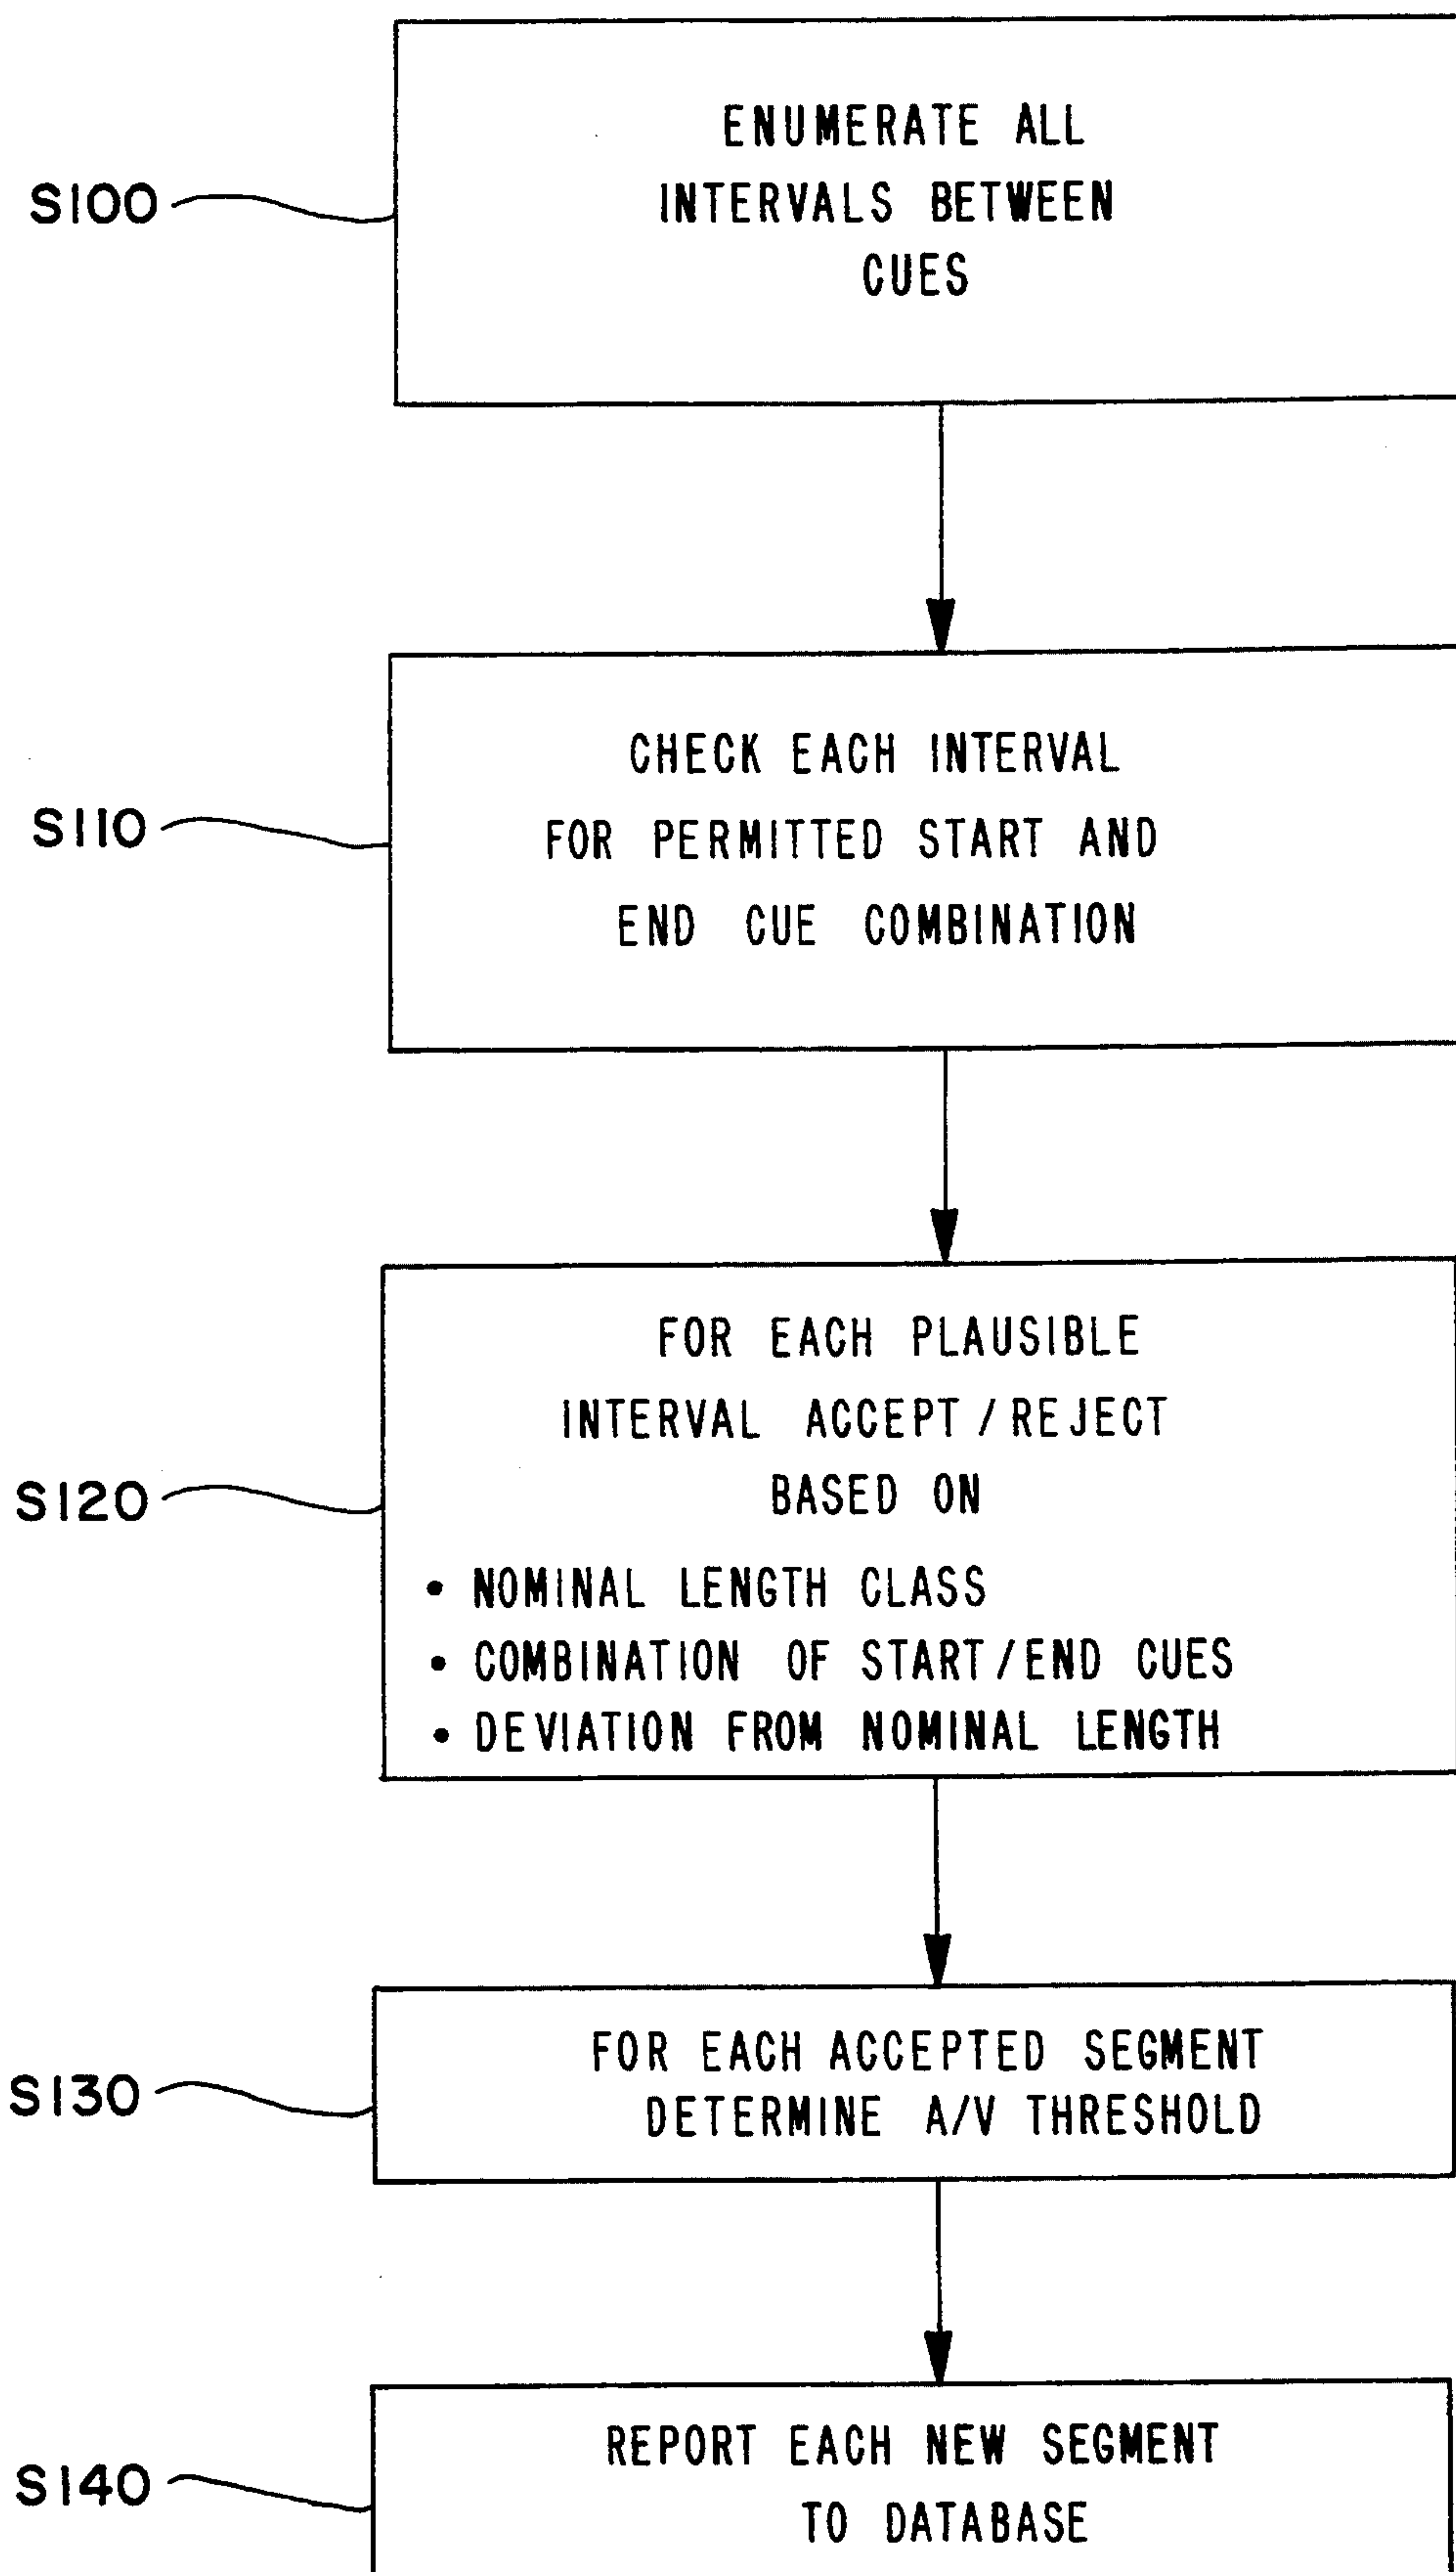 ENUMERATE ALL
INTERVALS BETWEEN
CUES
S100
CHECK EACH INTERVAL
FOR PERMITTED START AND
END CUE COMBINATION
S110
FOR EACH PLAUSIBLE
INTERVAL ACCEPT / REJECT
BASED ON
• NOMINAL LENGTH CLASS
• COMBINATION OF START/END CUES
• DEVIATION FROM NOMINAL LENGTH
S120
FOR EACH ACCEPTED SEGMENT
DETERMINE A/V THRESHOLD
S130
REPORT EACH NEW SEGMENT
TO DATABASE
S140